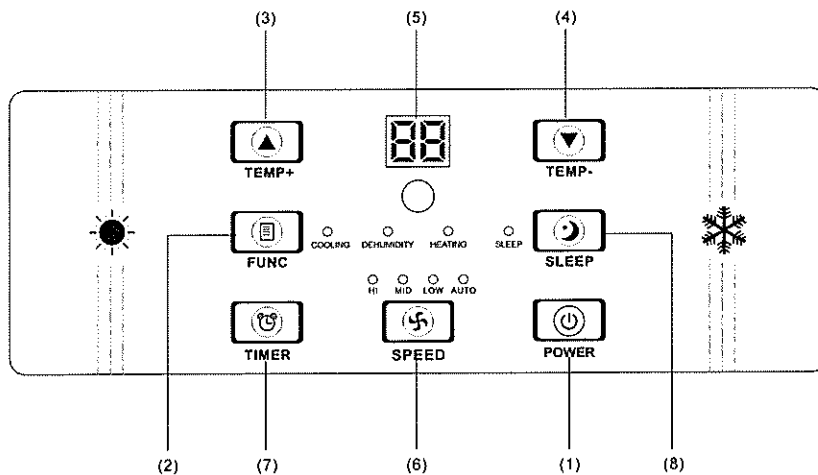 (3) (5) (4)
88
TEMP+ TEMP-
COOLING DEHUMIDITY HEATING SLEEP
FUNC SLEEP
HI MID LOW AUTO
TIMER SPEED POWER
(2) (7) (6) (1) (8)